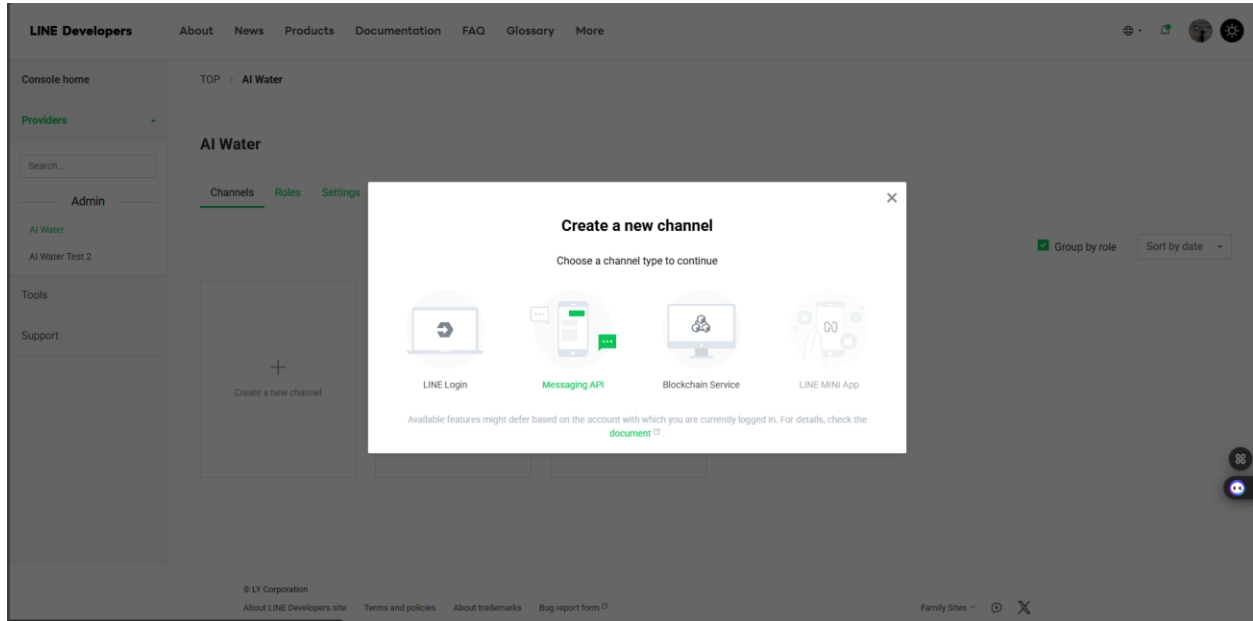 LINE Developers
About News Products Documentation FAQ Glossary More
Console home
TOP > AI Water
Providers
AI Water
Search...
Channels Roles Settings
Admin
AI Water
AI Water Test 2
Group by role
Sort by date
Tools
Support
Create a new channel
Create a new channel
Choose a channel type to continue
LINE Login
Messaging API
Blockchain Service
LINE MINI App
Available features might defer based on the account with which you are currently logged in. For details, check the
document .
© LY Corporation
About LINE Developers site Terms and policies About trademarks Bug report form
Family Sites